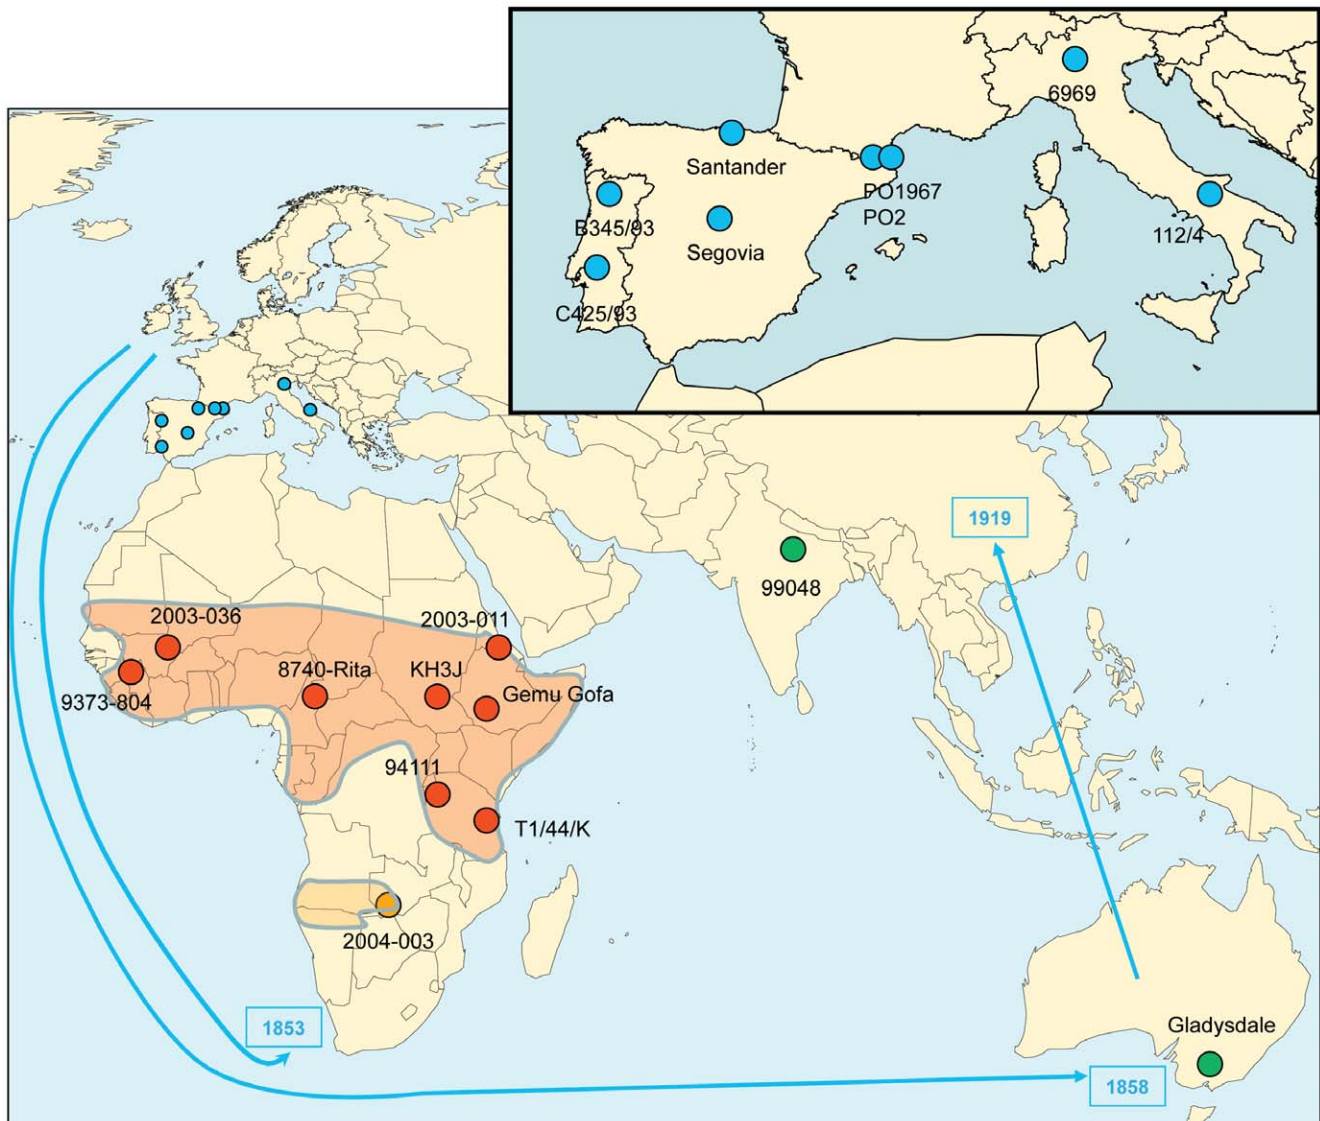 6969
Santander
PO1967
PO2
B345/93
Segovia
112/4
C425/93
1919
99048
2003-036
2003-011
8740-Rita
KH3J
Gemu Gofa
9373-804
94111
T1/44/K
2004-003
1853
Gladysdale
1858